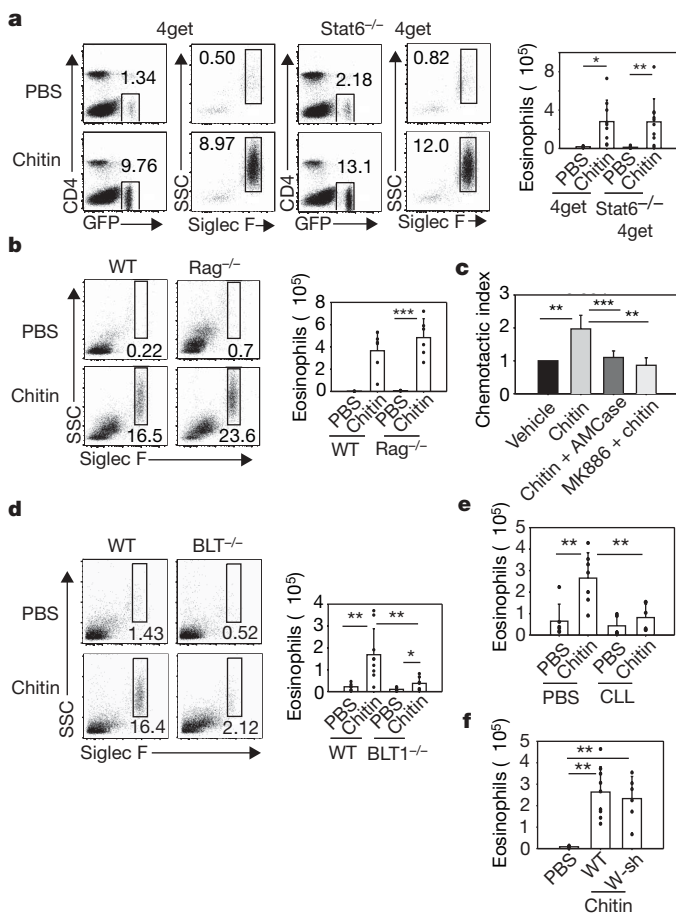 a
4get Stat6–/– 4get
PBS
CD4
1.34
SSC
0.50
CD4
2.18
SSC
0.82
Chitin
9.76
8.97
13.1
12.0
GFP Siglec F GFP Siglec F
Eosinophils ( 10⁵)
8
4
0
* **
PBS Chitin PBS Chitin
4get Stat6–/– 4get
b
WT Rag–/–
PBS
0.22 0.7
Chitin
SSC
16.5 23.6
Siglec F
Eosinophils ( 10⁵)
8
6
4
2
0
***
PBS Chitin PBS Chitin
WT Rag–/–
c
Chemotactic index
3
2
1
0
** *** **
Vehicle
Chitin
Chitin + AMCase
MK886 + chitin
d
WT BLT–/–
PBS
1.43 0.52
Chitin
SSC
16.4 2.12
Siglec F
Eosinophils ( 10⁵)
4
3
2
1
0
** ** *
PBS Chitin PBS Chitin
WT BLT1–/–
e
Eosinophils ( 10⁵)
5
4
3
2
1
0
** **
PBS Chitin PBS Chitin
PBS CLL
f
Eosinophils ( 10⁵)
5
4
3
2
1
0
**
**
PBS WT W-sh
Chitin